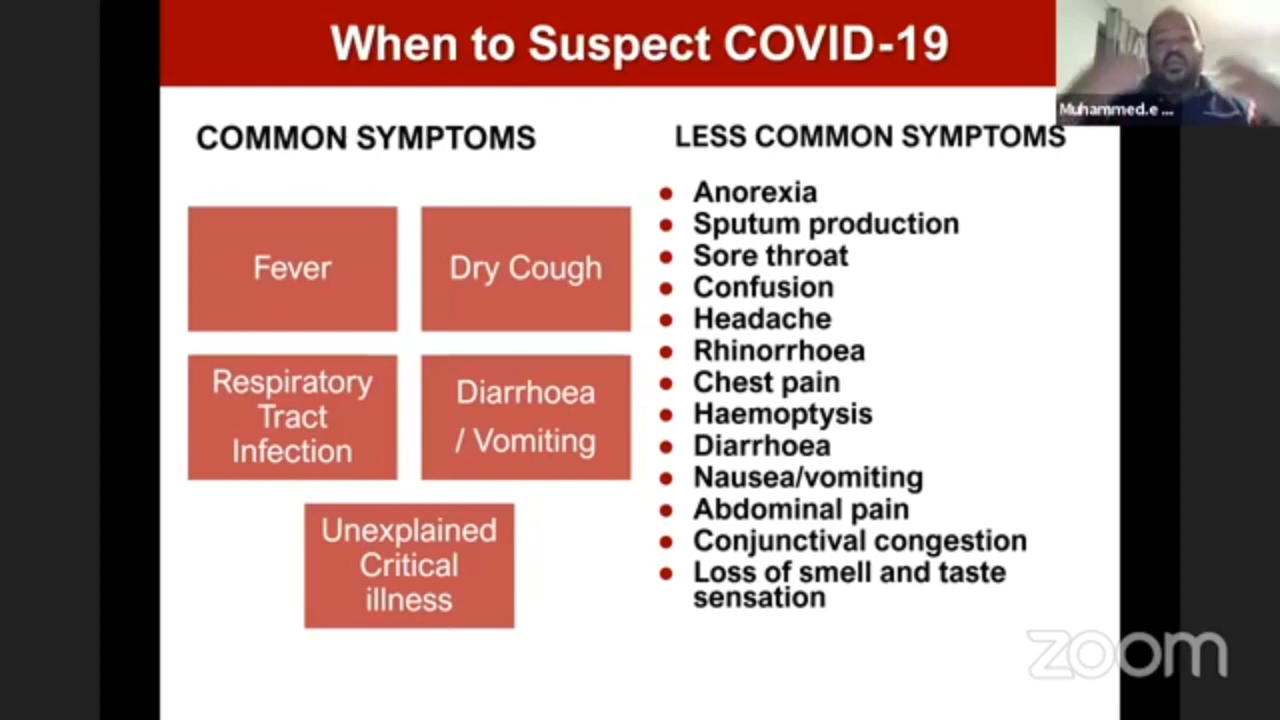 When to Suspect COVID-19
Muhammed.e ...
COMMON SYMPTOMS
Fever
Dry Cough
Respiratory
Tract
Infection
Diarrhoea
/ Vomiting
Unexplained
Critical
illness
LESS COMMON SYMPTOMS
Anorexia
Sputum production
Sore throat
Confusion
Headache
Rhinorrhoea
Chest pain
Haemoptysis
Diarrhoea
Nausea/vomiting
Abdominal pain
Conjunctival congestion
Loss of smell and taste
sensation
zoom